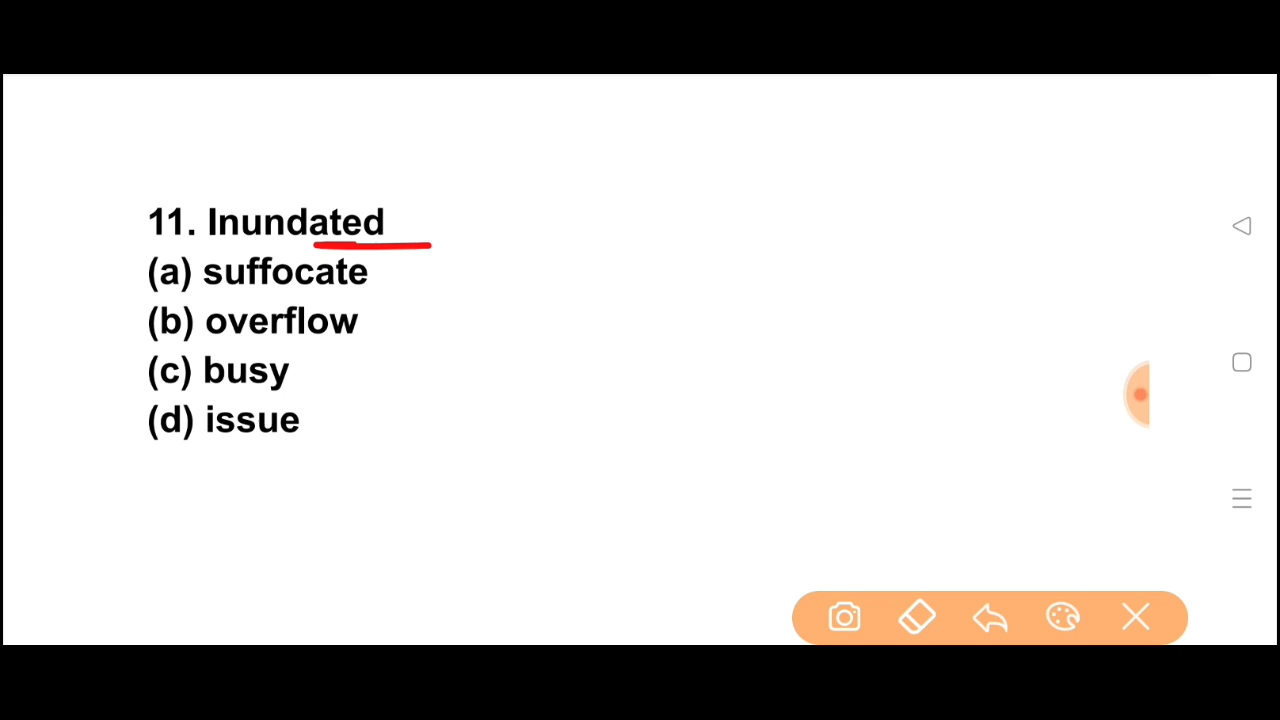 11. Inundated
(a) suffocate
(b) overflow
(c) busy
(d) issue